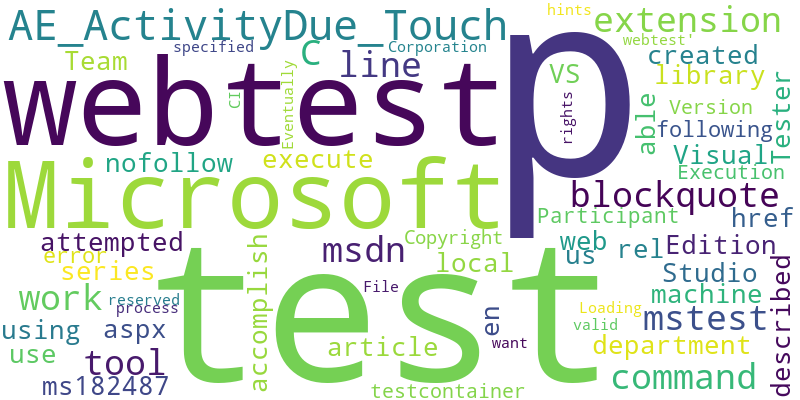 AE_ActivityDue_Touch
hints
extension
specified
Corporation
webtest'
Team
C
line
created
webtest
p
VS
library
CI
Eventually
rights
able
Version
Tester
following
nofollow
execute
Visual
Microsoft
Execution
blockquote
Participant
href
attempted
accomplish
msdn
Copyright
web
us
rel
Edition
error
series
test
local
Studio
described
work
reserved
process
File
Loading
machine
using
aspx
en
want
valid
mstest
use
tool
article
department
ms182487
testcontainer
command